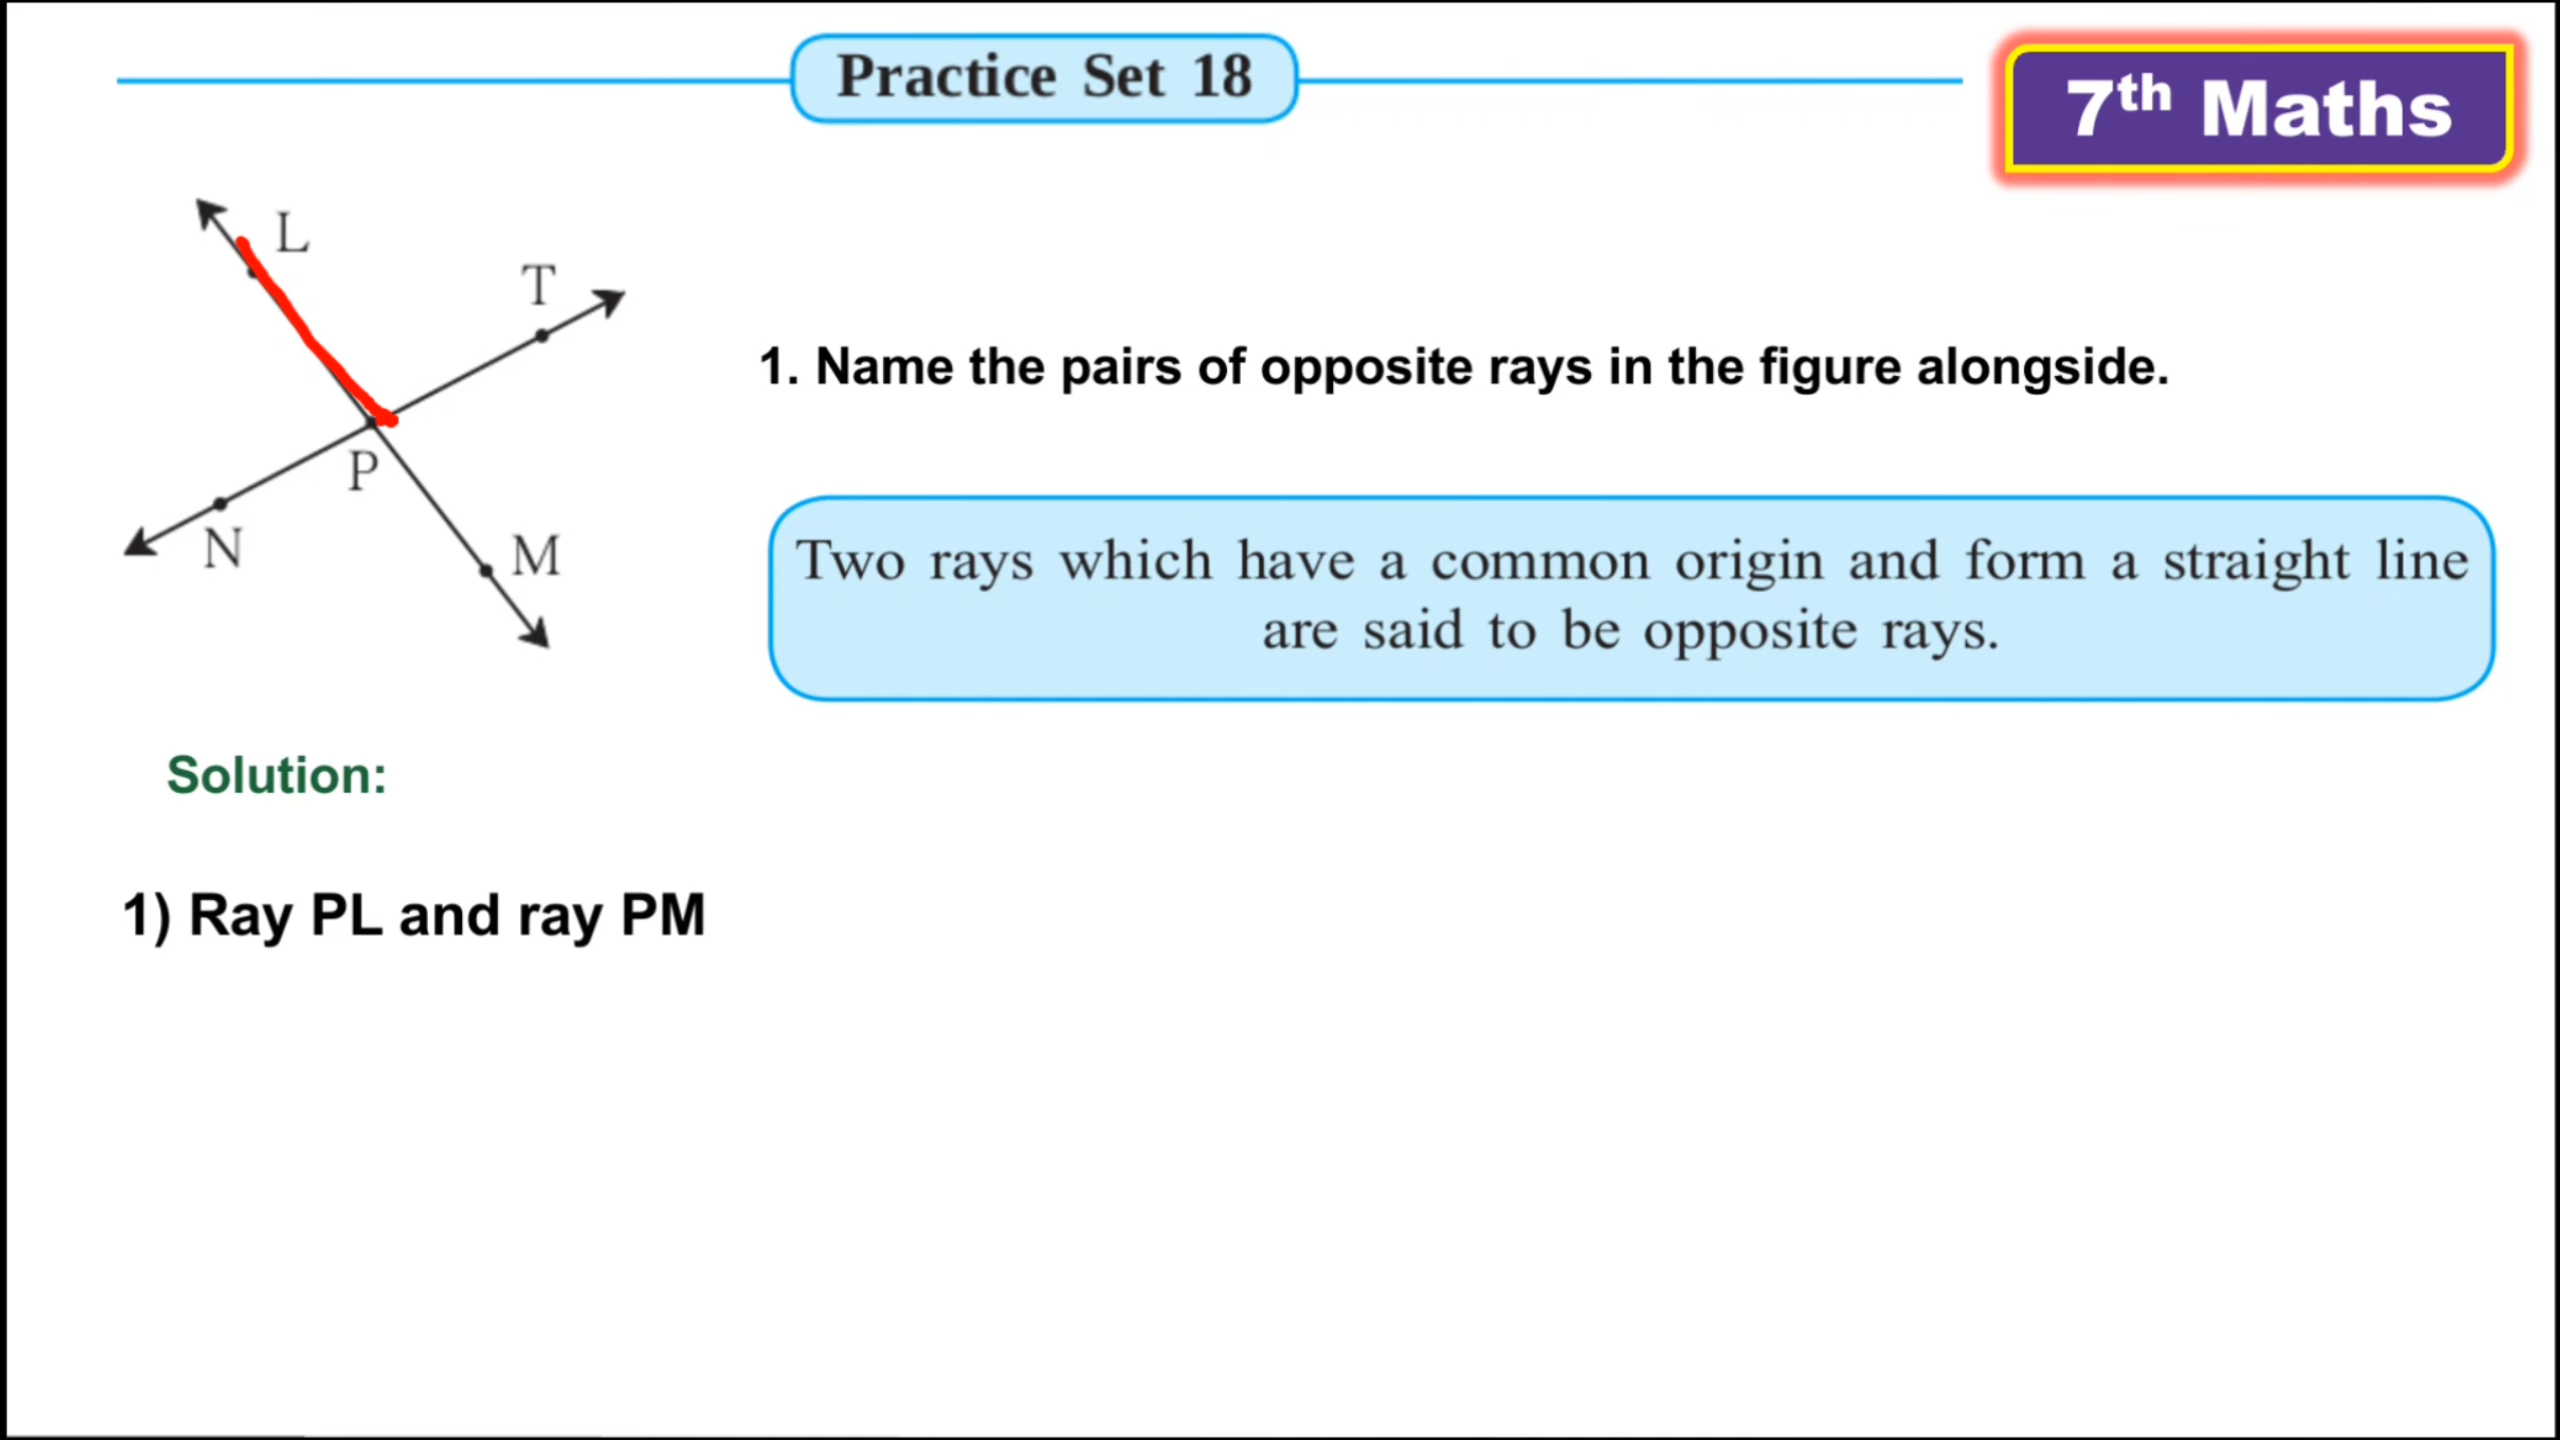 Practice Set 18
7th Maths
L
T
P
N
M
1. Name the pairs of opposite rays in the figure alongside.
Two rays which have a common origin and form a straight line
are said to be opposite rays.
Solution:
1) Ray PL and ray PM